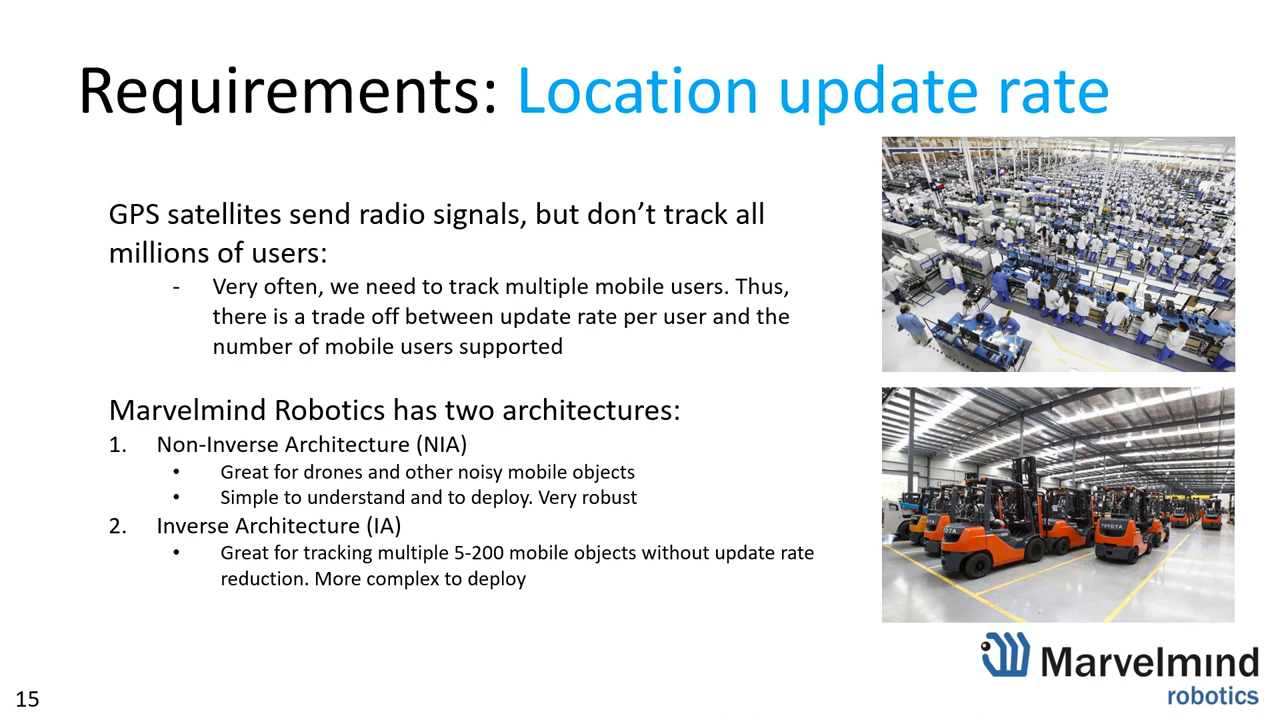 Requirements: Location update rate
GPS satellites send radio signals, but don’t track all
millions of users:
- Very often, we need to track multiple mobile users. Thus,
there is a trade off between update rate per user and the
number of mobile users supported
Marvelmind Robotics has two architectures:
1. Non-Inverse Architecture (NIA)
• Great for drones and other noisy mobile objects
• Simple to understand and to deploy. Very robust
2. Inverse Architecture (IA)
• Great for tracking multiple 5-200 mobile objects without update rate
reduction. More complex to deploy
TOYOTA
TOYOTA
Marvelmind
robotics
15